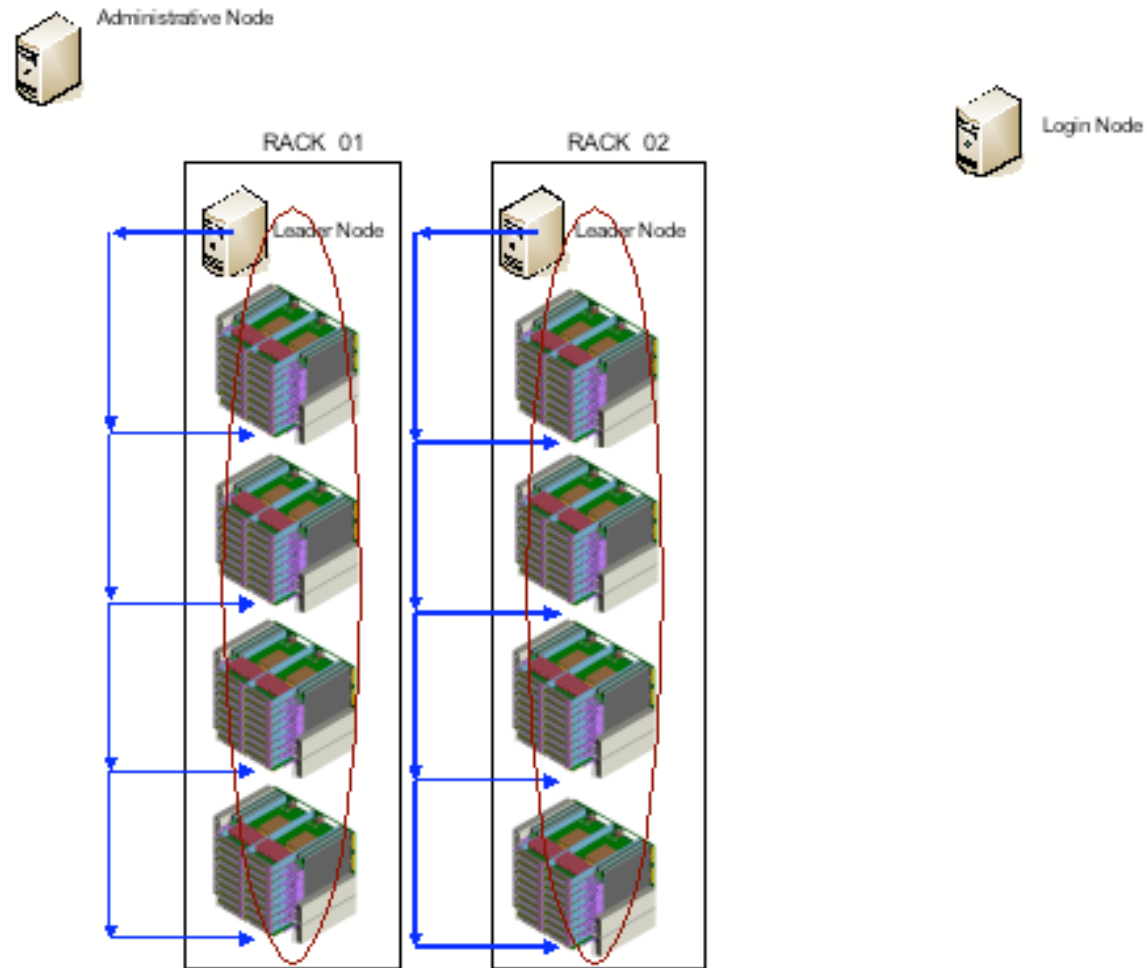 Administrative Node
Login Node
RACK 01
RACK 02
Leader Node
Leader Node